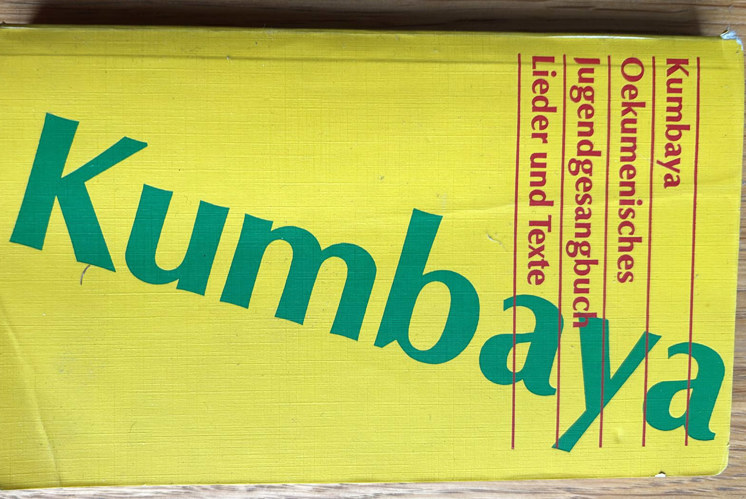 Kumbaya
Oekumenisches
Jugendgesangbuch
Lieder und Texte
Kumbaya